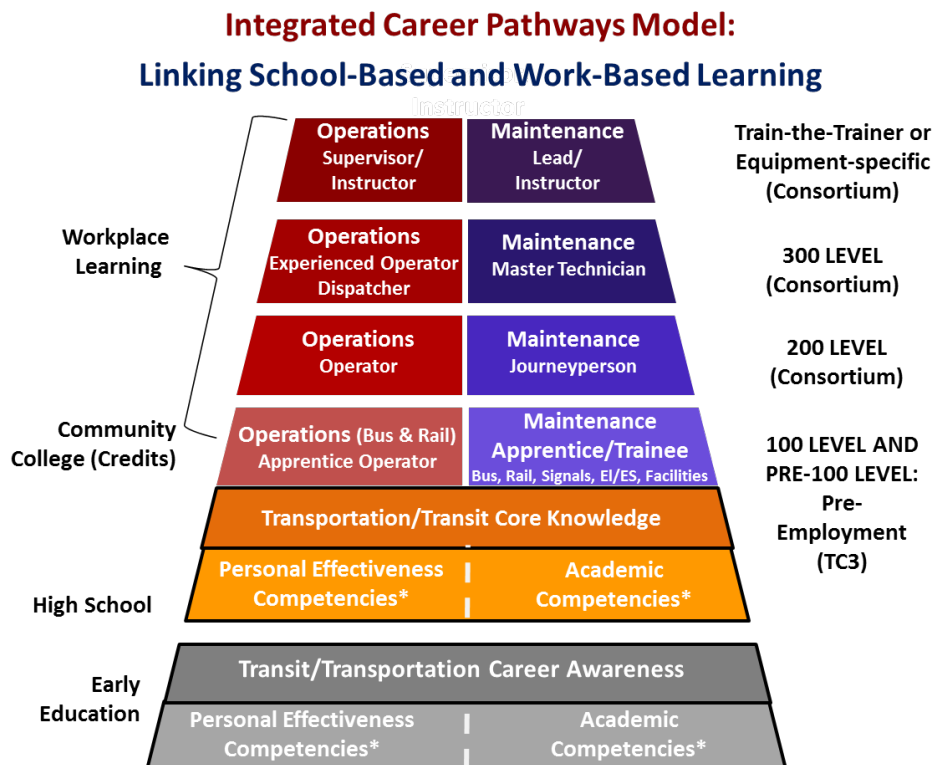 Integrated Career Pathways Model:
Linking School-Based and Work-Based Learning
Instructor
Operations
Supervisor/
Instructor
Maintenance
Lead/
Instructor
Train-the-Trainer or
Equipment-specific
(Consortium)
Workplace
Learning
Operations
Experienced Operator
Dispatcher
Maintenance
Master Technician
300 LEVEL
(Consortium)
Operations
Operator
Maintenance
Journeyperson
200 LEVEL
(Consortium)
Community
College (Credits)
Operations (Bus & Rail)
Apprentice Operator
Maintenance
Apprentice/Trainee
Bus, Rail, Signals, El/ES, Facilities
100 LEVEL AND
PRE-100 LEVEL:
Pre-
Employment
(TC3)
Transportation/Transit Core Knowledge
High School
Personal Effectiveness
Competencies*
Academic
Competencies*
Early
Education
Transit/Transportation Career Awareness
Personal Effectiveness
Competencies*
Academic
Competencies*